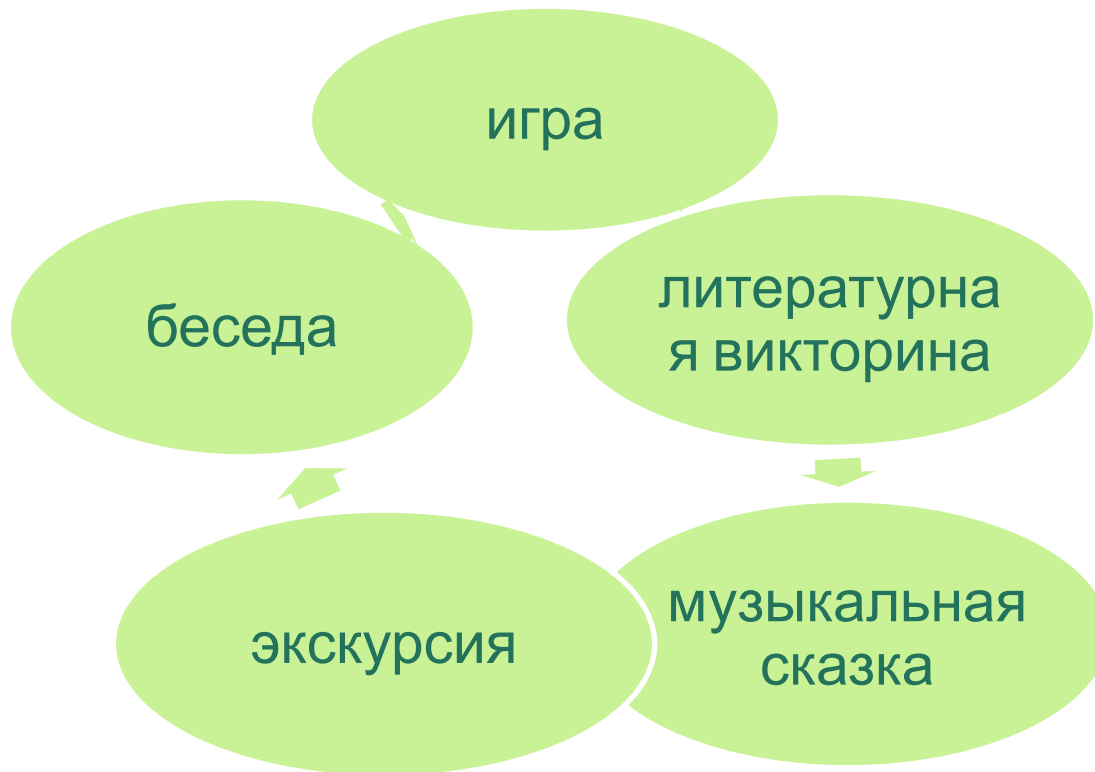 игра
литературна
я викторина
беседа
музыкальная
сказка
экскурсия